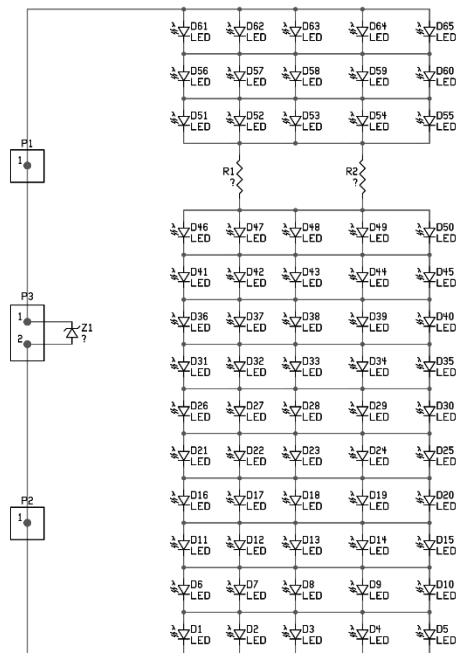 D61 D62 D63 D64 D65
LED LED LED LED LED
D56 D57 D58 D59 D60
LED LED LED LED LED
D51 D52 D53 D54 D55
LED LED LED LED LED
P1
1
R1 R2
? ?
D46 D47 D48 D49 D50
LED LED LED LED LED
D41 D42 D43 D44 D45
LED LED LED LED LED
P3
1
2
Z1
?
D36 D37 D38 D39 D40
LED LED LED LED LED
D31 D32 D33 D34 D35
LED LED LED LED LED
D26 D27 D28 D29 D30
LED LED LED LED LED
D21 D22 D23 D24 D25
LED LED LED LED LED
P2
1
D16 D17 D18 D19 D20
LED LED LED LED LED
D11 D12 D13 D14 D15
LED LED LED LED LED
D6 D7 D8 D9 D10
LED LED LED LED LED
D1 D2 D3 D4 D5
LED LED LED LED LED